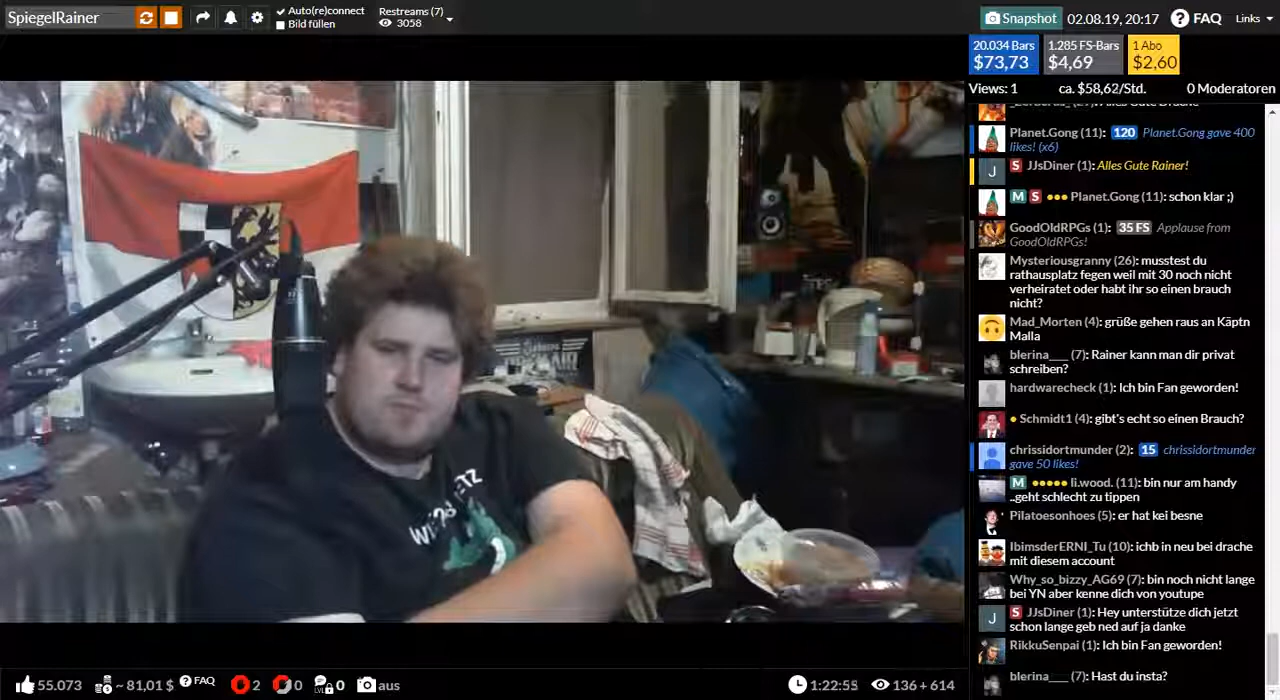 SpiegelRainer
Auto(re)connect
Bild füllen
Restreams (7)
3058
Snapshot
02.08.19, 20:17
FAQ
Links
20.034 Bars
$73,73
1.285 FS-Bars
$4,69
1 Abo
$2,60
Views: 1
ca. $58,62/Std.
0 Moderatoren
Planet.Gong (11): 120 Planet.Gong gave 400
likes! (x6)
J
S JJsDiner (1): Alles Gute Rainer!
M S Planet.Gong (11): schon klar ;)
GoodOldRPGs (1): 35 FS Applause from
GoodOldRPGs!
Mysteriousgranny (26): musstest du
rathausplatz fegen weil mit 30 noch nicht
verheiratet oder habt ihr so einen brauch
nicht?
Mad_Morten (4): grüße gehen raus an Käptn
Malla
blerina___ (7): Rainer kann man dir privat
schreiben?
hardwarecheck (1): Ich bin Fan geworden!
Schmidt1 (4): gibt's echt so einen Brauch?
chrissidortmunder (2): 15 chrissidortmunder
gave 50 likes!
M li.wood. (11): bin nur am handy
..geht schlecht zu tippen
Pilatoesonhoes (5): er hat kei besne
IbimsderERNI_Tu (10): ichb in neu bei drache
mit diesem account
Why_so_bizzy_AG69 (7): bin noch nicht lange
bei YN aber kenne dich von youtube
J
S JJsDiner (1): Hey unterstütze dich jetzt
schon lange geb ned auf ja danke
RikkuSenpai (1): Ich bin Fan geworden!
blerina___ (7): Hast du insta?
55.073
~ 81,01 $
FAQ
2
0
LVL
0
aus
1:22:55
136 + 614